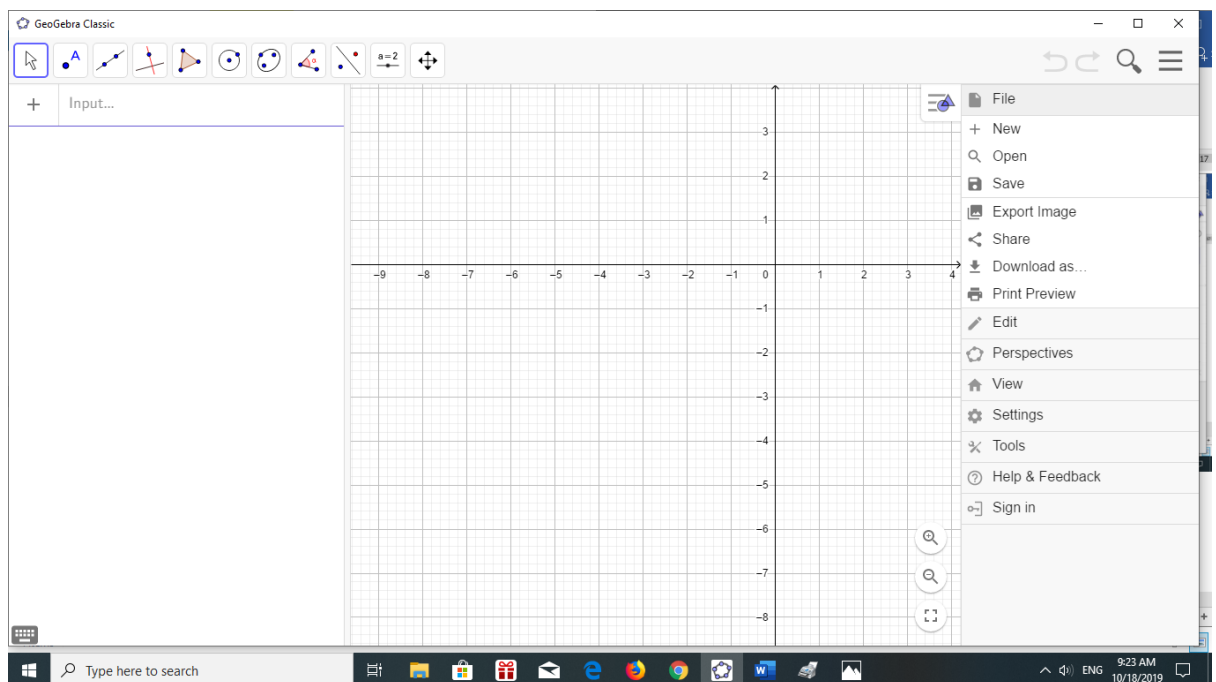 GeoGebra Classic
A
α°
a=2
+ Input...
3
2
1
−9 −8 −7 −6 −5 −4 −3 −2 −1 0 1 2 3 4
−1
−2
−3
−4
−5
−6
−7
−8
File
+ New
Open
Save
Export Image
Share
Download as...
Print Preview
Edit
Perspectives
View
Settings
Tools
Help & Feedback
Sign in
17
Type here to search
W
ENG
9:23 AM
10/18/2019